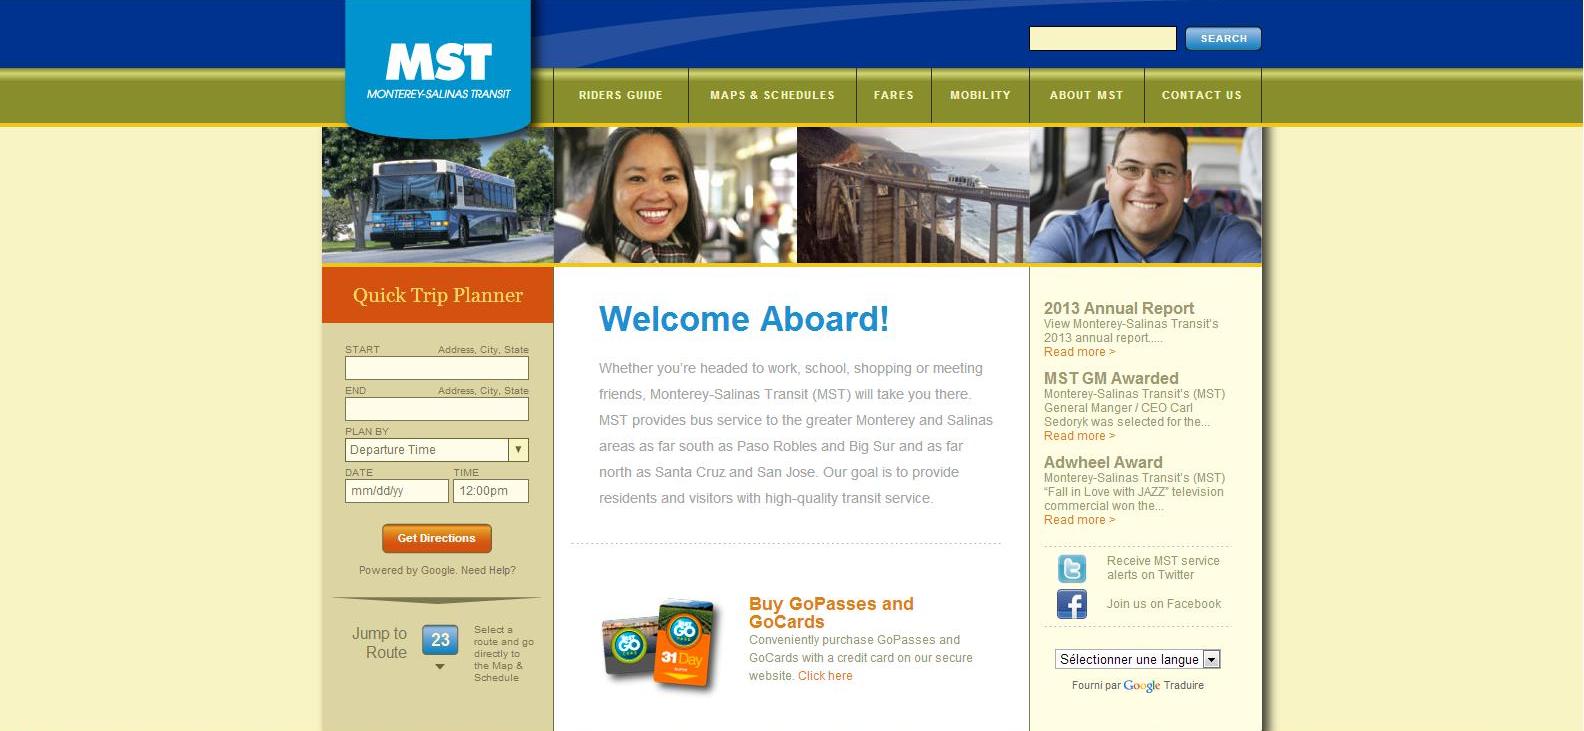 MST
MONTEREY-SALINAS TRANSIT
SEARCH
RIDERS GUIDE
MAPS & SCHEDULES
FARES
MOBILITY
ABOUT MST
CONTACT US
Quick Trip Planner
START Address, City, State
END Address, City, State
PLAN BY
Departure Time
DATE TIME
mm/dd/yy 12:00pm
Get Directions
Powered by Google. Need Help?
Jump to
Route
23
Select a
route and go
directly to
the Map &
Schedule
Welcome Aboard!
Whether you're headed to work, school, shopping or meeting
friends, Monterey-Salinas Transit (MST) will take you there.
MST provides bus service to the greater Monterey and Salinas
areas as far south as Paso Robles and Big Sur and as far
north as Santa Cruz and San Jose. Our goal is to provide
residents and visitors with high-quality transit service.
GO
GO
31 Day
Buy GoPasses and
GoCards
Conveniently purchase GoPasses and
GoCards with a credit card on our secure
website. Click here
2013 Annual Report
View Monterey-Salinas Transit's
2013 annual report.....
Read more >
MST GM Awarded
Monterey-Salinas Transit's (MST)
General Manger / CEO Carl
Sedoryk was selected for the...
Read more >
Adwheel Award
Monterey-Salinas Transit's (MST)
“Fall in Love with JAZZ” television
commercial won the...
Read more >
Receive MST service
alerts on Twitter
Join us on Facebook
Sélectionner une langue
Fourni par Google Traduire